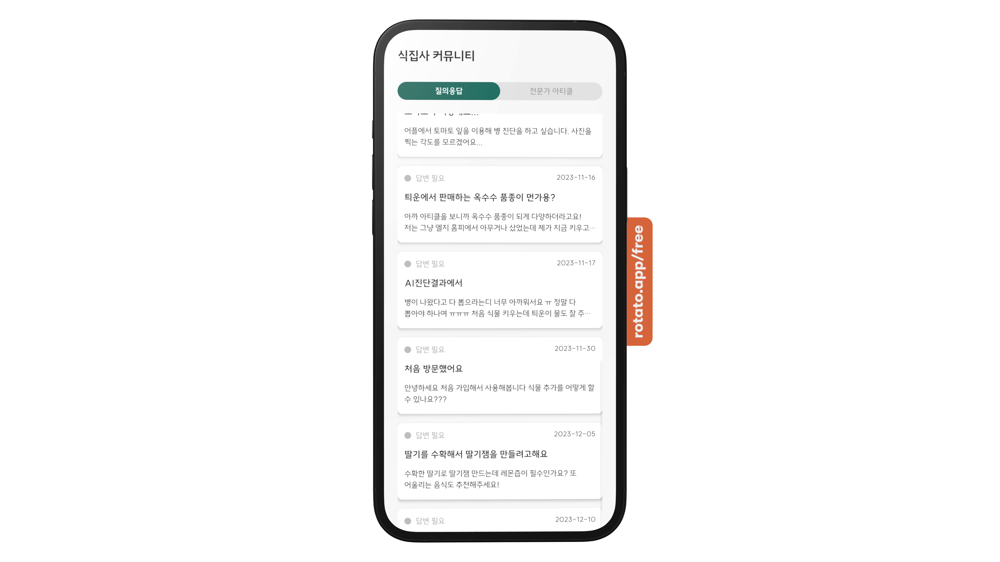 식집사 커뮤니티
질의응답
전문가 아티클
어플에서 토마토 잎을 이용해 병 진단을 하고 싶습니다. 사진을
찍는 각도를 모르겠어요...
답변 필요
2023-11-16
틔운에서 판매하는 옥수수 품종이 먼가용?
아까 아티클을 보니까 옥수수 품종이 되게 다양하더라고요!
저는 그냥 엘지 홈피에서 아무거나 샀었는데 제가 지금 키우고…
답변 필요
2023-11-17
AI진단결과에서
병이 나왔다고 다 뽑으라는디 너무 아까워서요 ㅠ 정말 다
뽑아야 하나여 ㅠㅠㅠ 처음 식물 키우는데 틔운이 물도 잘 주…
답변 필요
2023-11-30
처음 방문했어요
안녕하세요 처음 가입해서 사용해봅니다 식물 추가를 어떻게 할
수 있나요???
답변 필요
2023-12-05
딸기를 수확해서 딸기잼을 만들려고해요
수확한 딸기로 딸기잼 만드는데 레몬즙이 필수인가요? 또
어울리는 음식도 추천해주세요!
답변 필요
2023-12-10
rotato.app/free